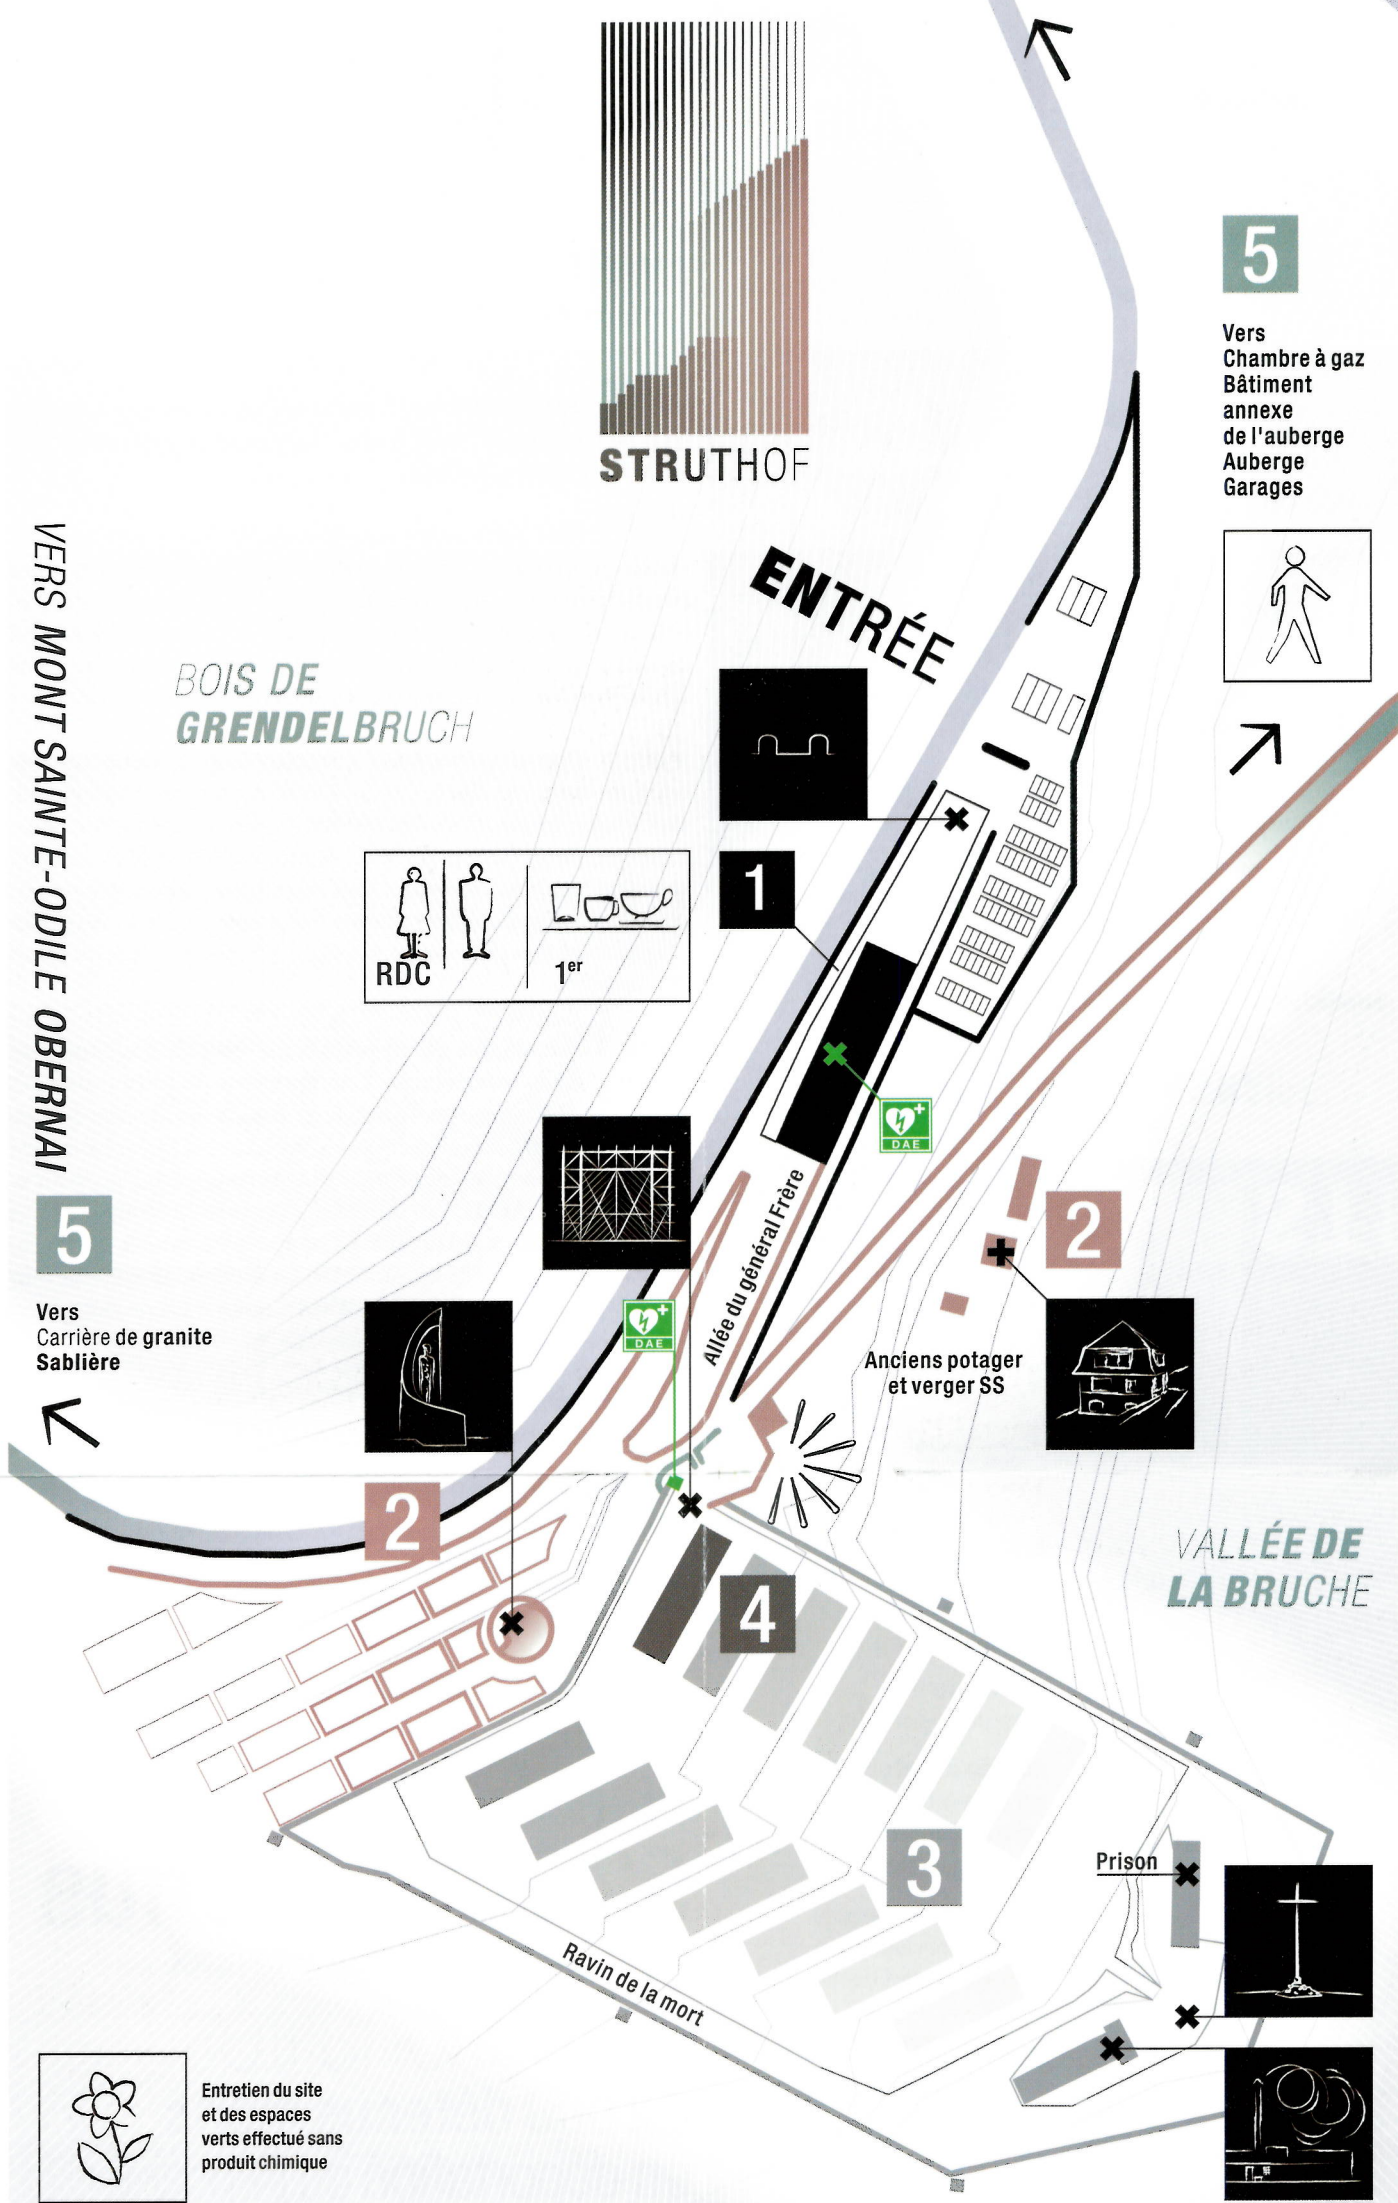 STRUTHOF
5
Vers
Chambre à gaz
Bâtiment
annexe
de l'auberge
Auberge
Garages
ENTRÉE
VERS MONT SAINTE-ODILE OBERNAI
BOIS DE
GRENDELBRUCH
1
RDC
1er
DAE
Allée du général Frère
2
5
Vers
Carrière de granite
Sablière
DAE
Anciens potager
et verger SS
2
VALLÉE DE
LA BRUCHE
4
3
Prison
Ravin de la mort
Entretien du site
et des espaces
verts effectué sans
produit chimique